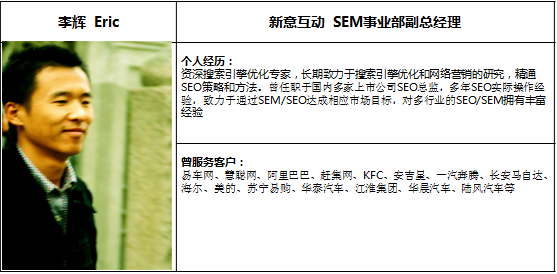 李辉 Eric
新意互动 SEM事业部副总经理
个人经历：
资深搜索引擎优化专家，长期致力于搜索引擎优化和网络营销的研究，精通
SEO策略和方法。曾任职于国内多家上市公司SEO总监，多年SEO实际操作经
验，致力于通过SEM/SEO达成相应市场目标，对多行业的SEO/SEM拥有丰富
经验
曾服务客户：
易车网、慧聪网、阿里巴巴、赶集网、KFC、安吉星、一汽奔腾、长安马自达、
海尔、美的、苏宁易购、华泰汽车、江淮集团、华晨汽车、陆风汽车等